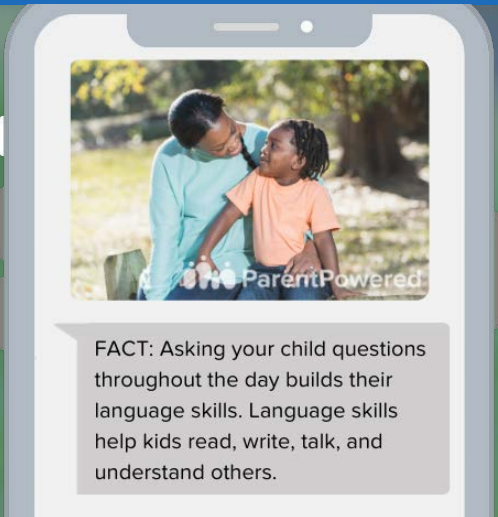 ParentPowered
FACT: Asking your child questions
throughout the day builds their
language skills. Language skills
help kids read, write, talk, and
understand others.